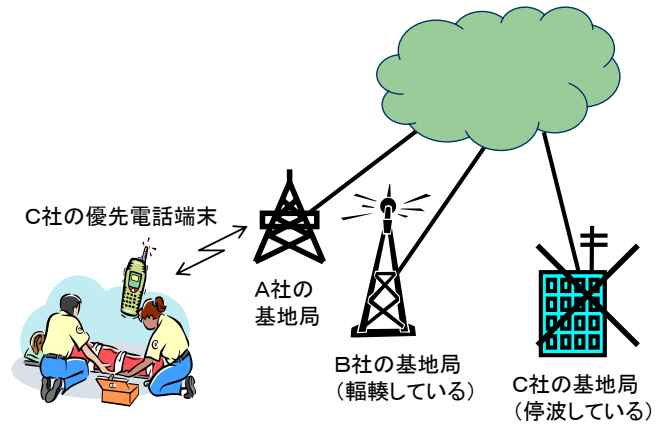 C社の優先電話端末
A社の
基地局
B社の基地局
(輻輳している)
C社の基地局
(停波している)